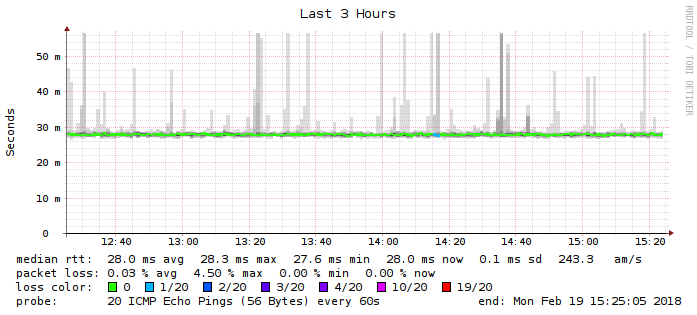 Last 3 Hours
RRDTOOL / TOBI OETIKER
Seconds
50 m
40 m
30 m
20 m
10 m
0
12:40 13:00 13:20 13:40 14:00 14:20 14:40 15:00 15:20
median rtt: 28.0 ms avg 28.3 ms max 27.6 ms min 28.0 ms now 0.1 ms sd 243.3 am/s
packet loss: 0.03 % avg 4.50 % max 0.00 % min 0.00 % now
loss color: 0 1/20 2/20 3/20 4/20 10/20 19/20
probe: 20 ICMP Echo Pings (56 Bytes) every 60s end: Mon Feb 19 15:25:05 2018